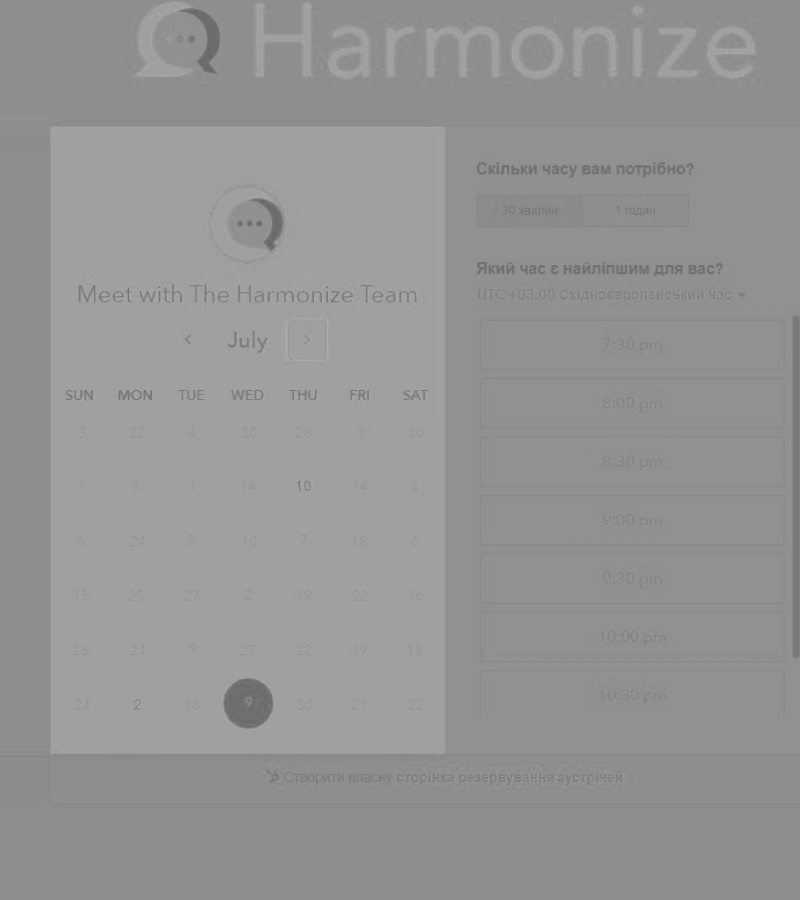 Harmonize
Meet with The Harmonize Team
July
SUN MON TUE WED THU FRI SAT
3 22 4 30 28 3 30
1 5 1 14 10 14 4
6 24 5 10 7 18 6
15 25 27 2 19 22 16
26 24 9 27 22 19 18
24 2 18 9 30 21 22
Скільки часу вам потрібно?
30 хвилин 1 годин
Який час є найліпшим для вас?
UTC +03:00 Східноєвропейський час
7:30 pm
8:00 pm
8:30 pm
9:00 pm
9:30 pm
10:00 pm
10:30 pm
Створити власну сторінка резервування зустрічей